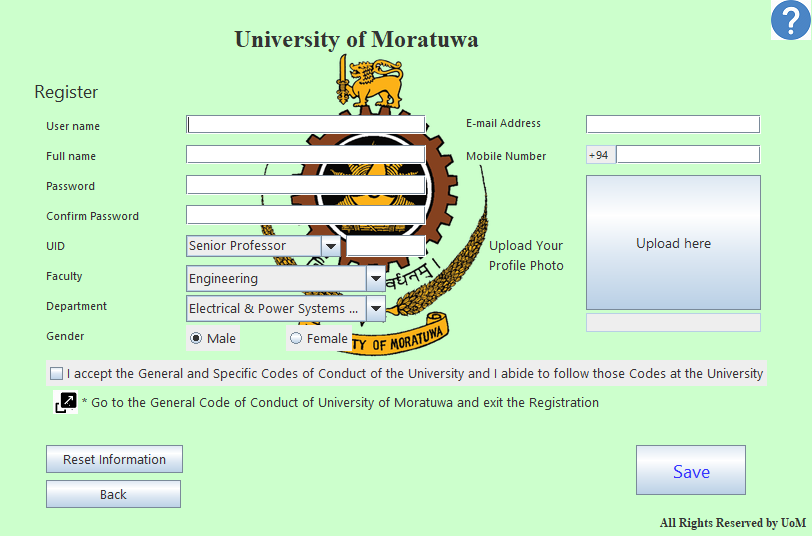 University of Moratuwa
?
Register
User name
E-mail Address
Full name
Mobile Number
+94
Password
Confirm Password
UID
Senior Professor
Upload Your
Profile Photo
Upload here
Faculty
Engineering
Department
Electrical & Power Systems ...
Gender
Male
Female
TY OF MORATUWA
I accept the General and Specific Codes of Conduct of the University and I abide to follow those Codes at the University
* Go to the General Code of Conduct of University of Moratuwa and exit the Registration
Reset Information
Back
Save
All Rights Reserved by UoM